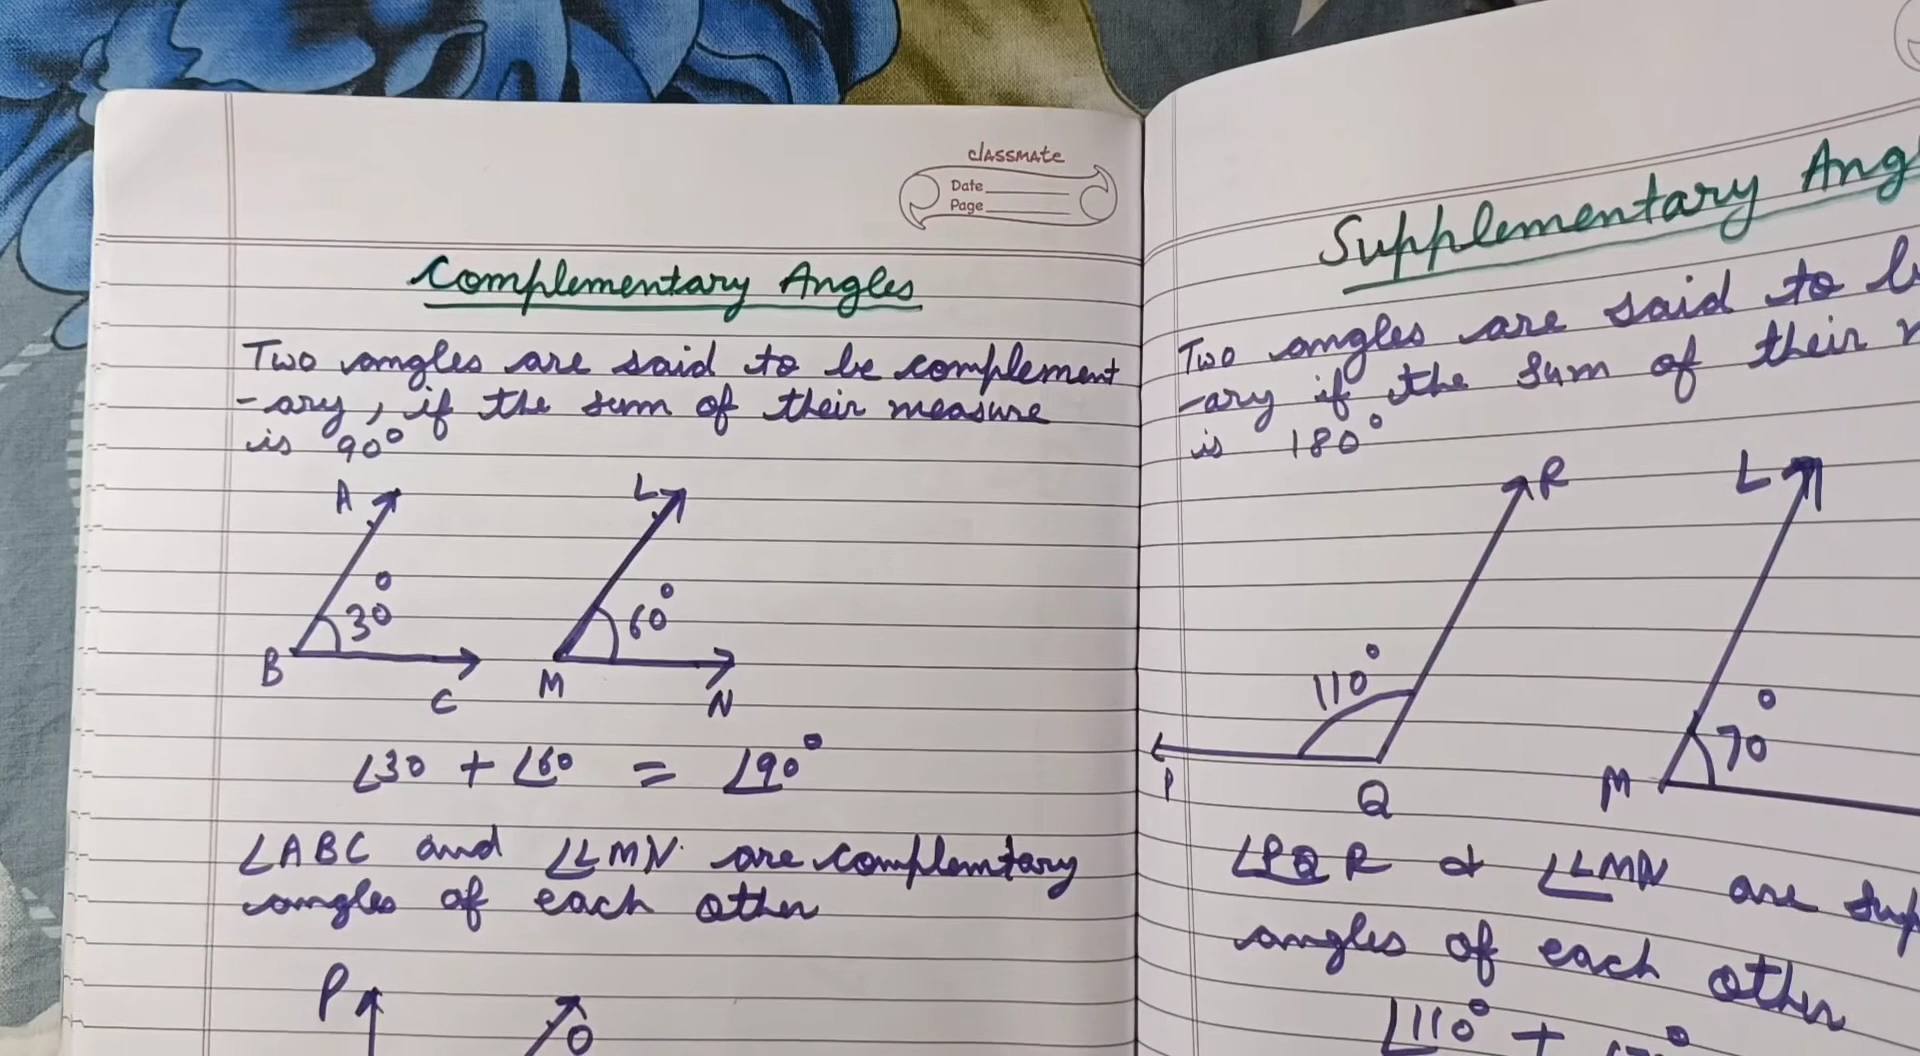 classmate
Date
Page
Complementary Angles
Two angles are said to be complement
-ary, if the sum of their measure
is 90°
A
L
30°
60°
B
C
M
N
∠30 + ∠60 = ∠90°
∠ABC and ∠LMN are complemtary
angles of each other
P
O
Supplementary
Two angles are said to
-ary if the sum of their
is 180°
R
L
110°
70°
P
Q
M
∠PQR & ∠LMN are
angles of each other
∠110° +